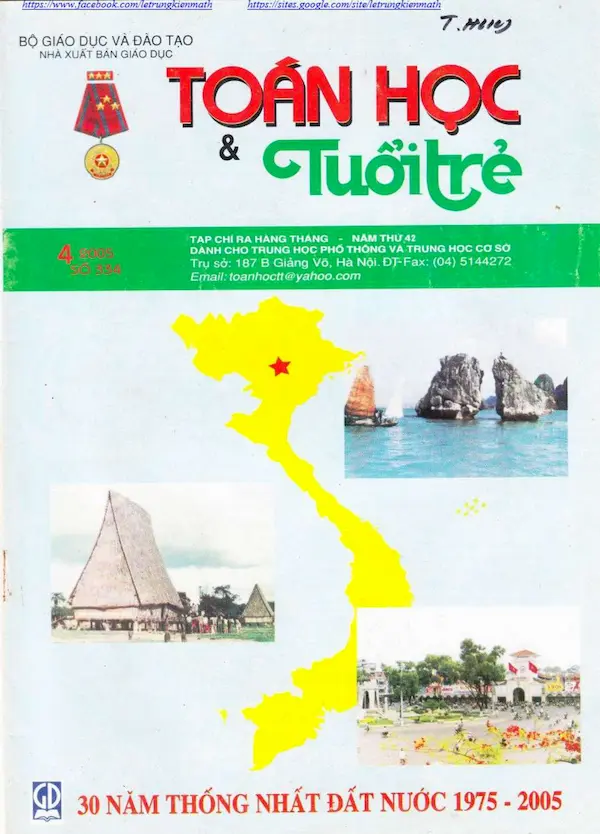 https://www.facebook.com/letrungkienmath https://sites.google.com/site/letrungkienmath
T. Hùng
BỘ GIÁO DỤC VÀ ĐÀO TẠO
NHÀ XUẤT BẢN GIÁO DỤC
TOÁN HỌC
& Tuổi trẻ
4 2005
SỐ 334
TẠP CHÍ RA HÀNG THÁNG - NĂM THỨ 42
DÀNH CHO TRUNG HỌC PHỔ THÔNG VÀ TRUNG HỌC CƠ SỞ
Trụ sở: 187 B Giảng Võ, Hà Nội. ĐT-Fax: (04) 5144272
Email: toanhoctt@yahoo.com
GD
30 NĂM THỐNG NHẤT ĐẤT NƯỚC 1975 - 2005